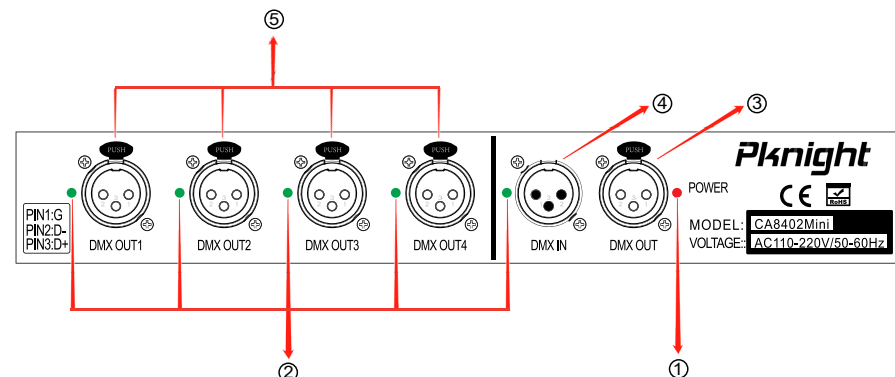 ⑤
④
③
PUSH
PUSH
PUSH
PUSH
PUSH
Pknight
POWER
CE
RoHS
PIN1:G
PIN2:D-
PIN3:D+
DMX OUT1
DMX OUT2
DMX OUT3
DMX OUT4
DMX IN
DMX OUT
MODEL: CA8402Mini
VOLTAGE:: AC110-220V/50-60Hz
②
①